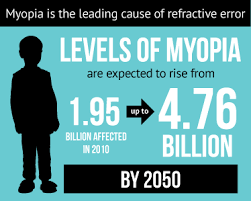 Myopia is the leading cause of refractive error
LEVELS OF MYOPIA
are expected to rise from
1.95 up to 4.76
BILLION AFFECTED BILLION
IN 2010
BY 2050